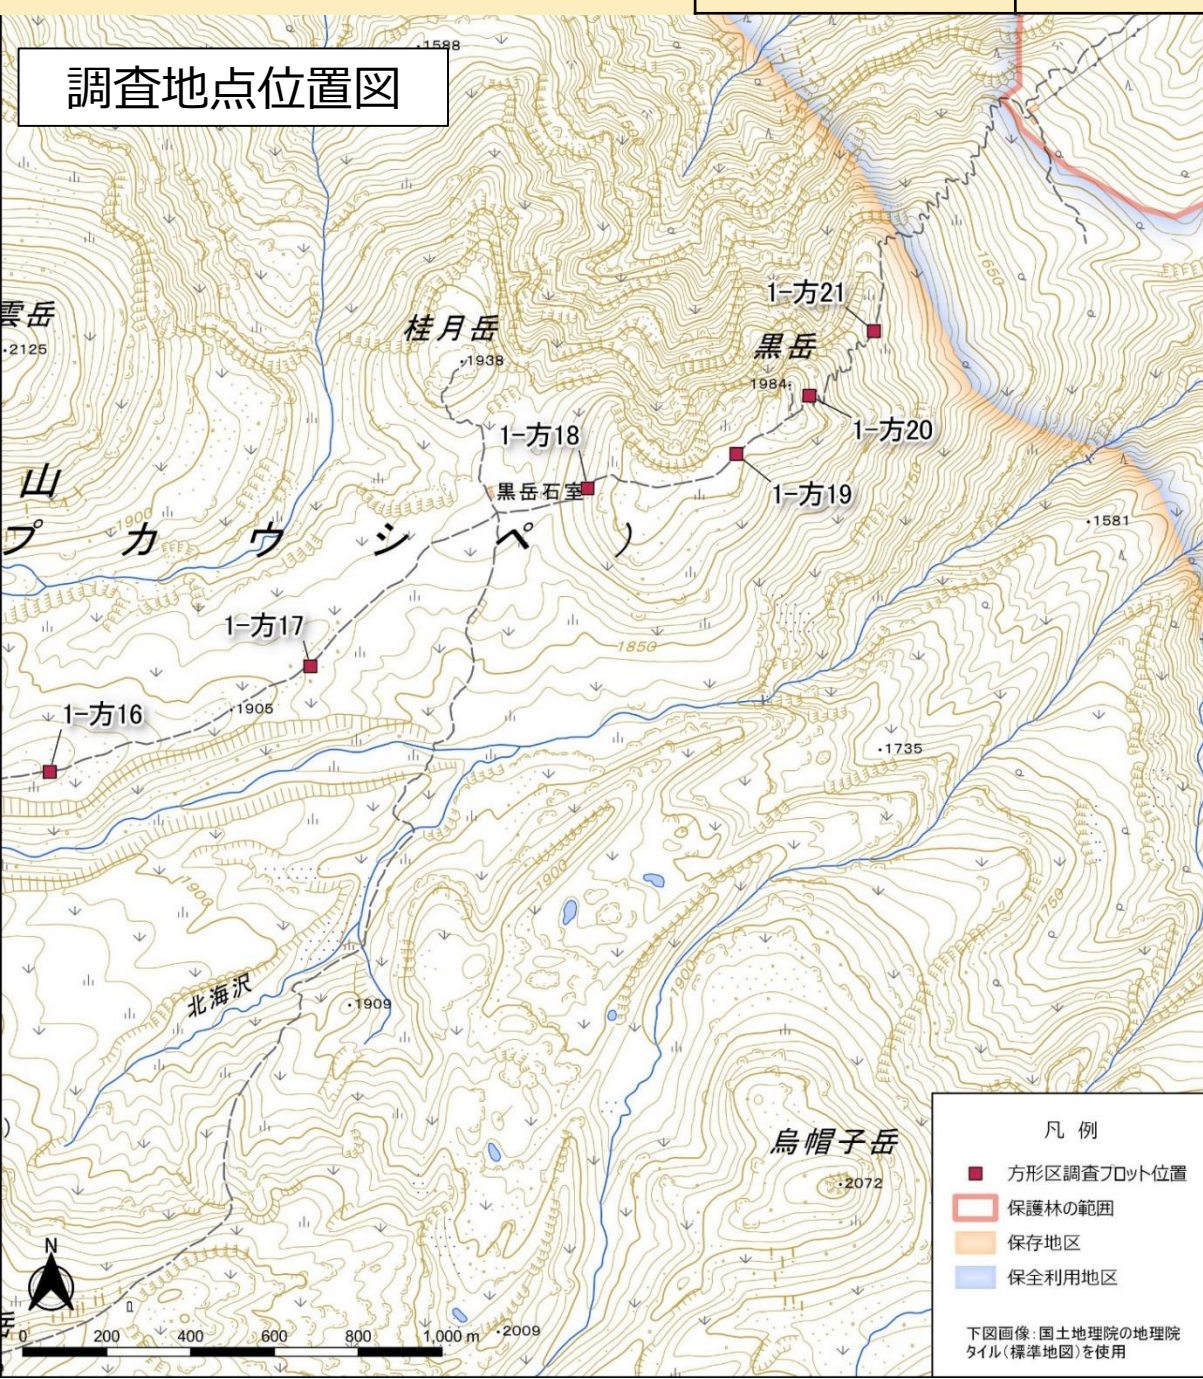 調査地点位置図
1588
1650
1-方21
雲岳
2125
桂月岳
1938
黒岳
1984
1-方20
1-方18
黒岳石室
1-方19
山
1900
プカウシペ)
1581
1-方17
1850
1-方16
1905
1735
1900
1900
1750
1900
北海沢
1909
)
烏帽子岳
2072
N
0 200 400 600 800 1,000 m
2009
凡 例
方形区調査プロット位置
保護林の範囲
保存地区
保全利用地区
下図画像:国土地理院の地理院
タイル(標準地図)を使用